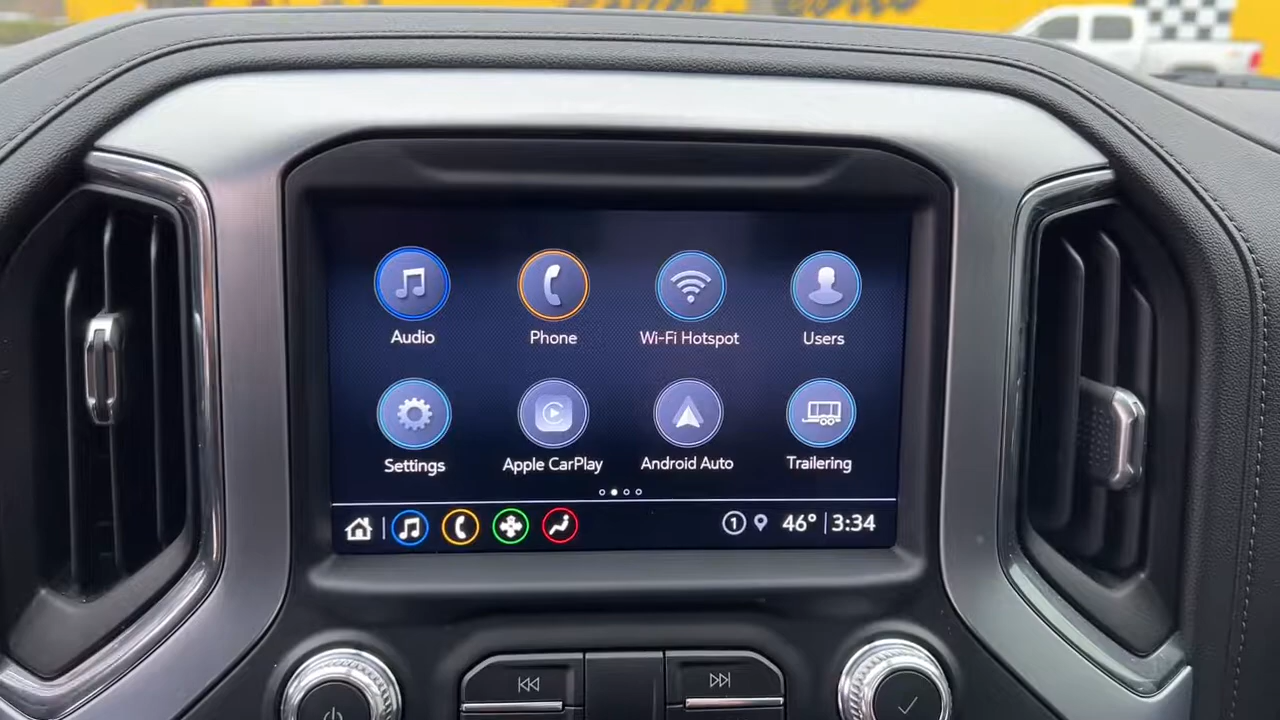 Audio Phone Wi-Fi Hotspot Users
Settings Apple CarPlay Android Auto Trailering
1 46° 3:34